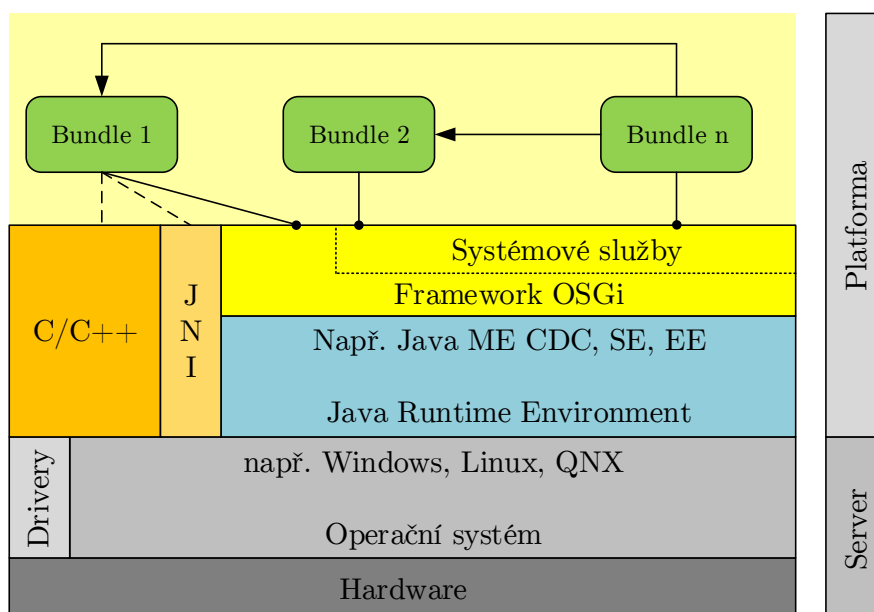 Bundle 1
Bundle 2
Bundle n
Systémové služby
Framework OSGi
C/C++
J
N
I
Např. Java ME CDC, SE, EE
Java Runtime Environment
Drivery
např. Windows, Linux, QNX
Operační systém
Hardware
Platforma
Server